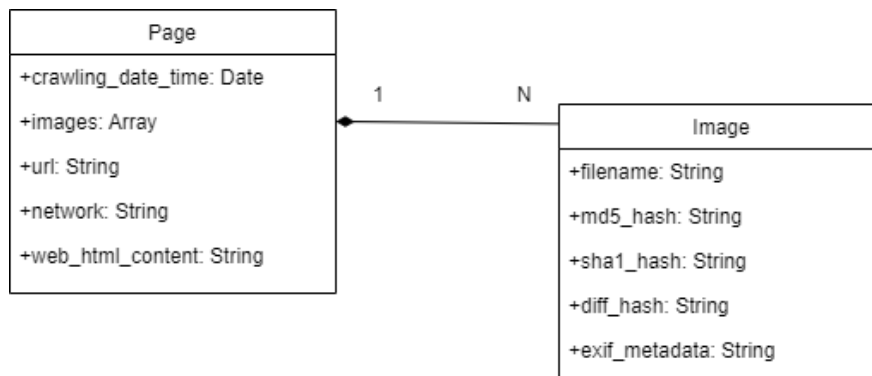 Page
+crawling_date_time: Date
+images: Array
+url: String
+network: String
+web_html_content: String
1
N
Image
+filename: String
+md5_hash: String
+sha1_hash: String
+diff_hash: String
+exif_metadata: String